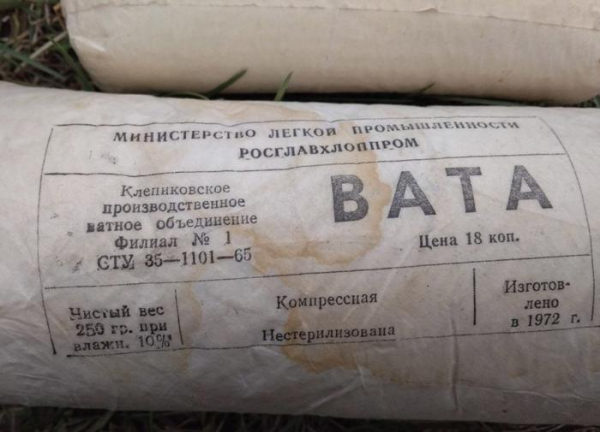 МИНИСТЕРСТВО ЛЕГКОЙ ПРОМЫШЛЕННОСТИ
РОСГЛАВХЛОППРОМ
Клепиковское
производственное
ватное объединение
Филиал № 1
СТУ 35—1101—65
ВАТА
Цена 18 коп.
Чистый вес
250 гр. при
влажн. 10%
Компрессная
Нестерилизована
Изготов-
лено
в 1972 г.